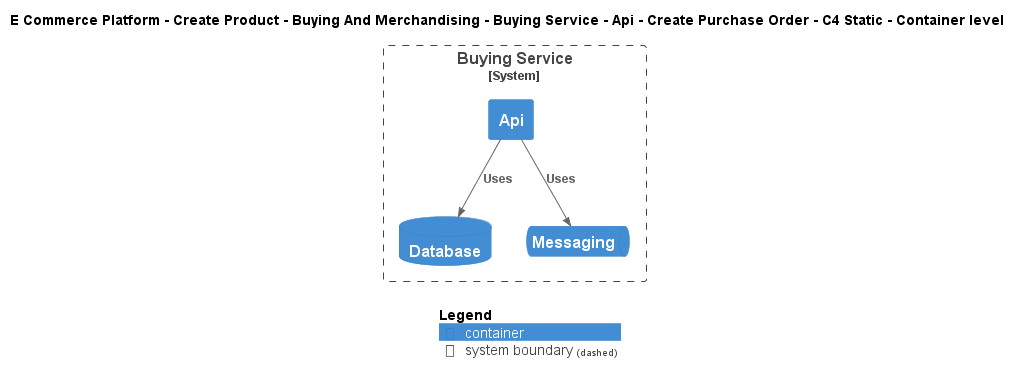 E Commerce Platform - Create Product - Buying And Merchandising - Buying Service - Api - Create Purchase Order - C4 Static - Container level
Buying Service
[System]
Api
Uses Uses
Database Messaging
Legend
container
system boundary (dashed)